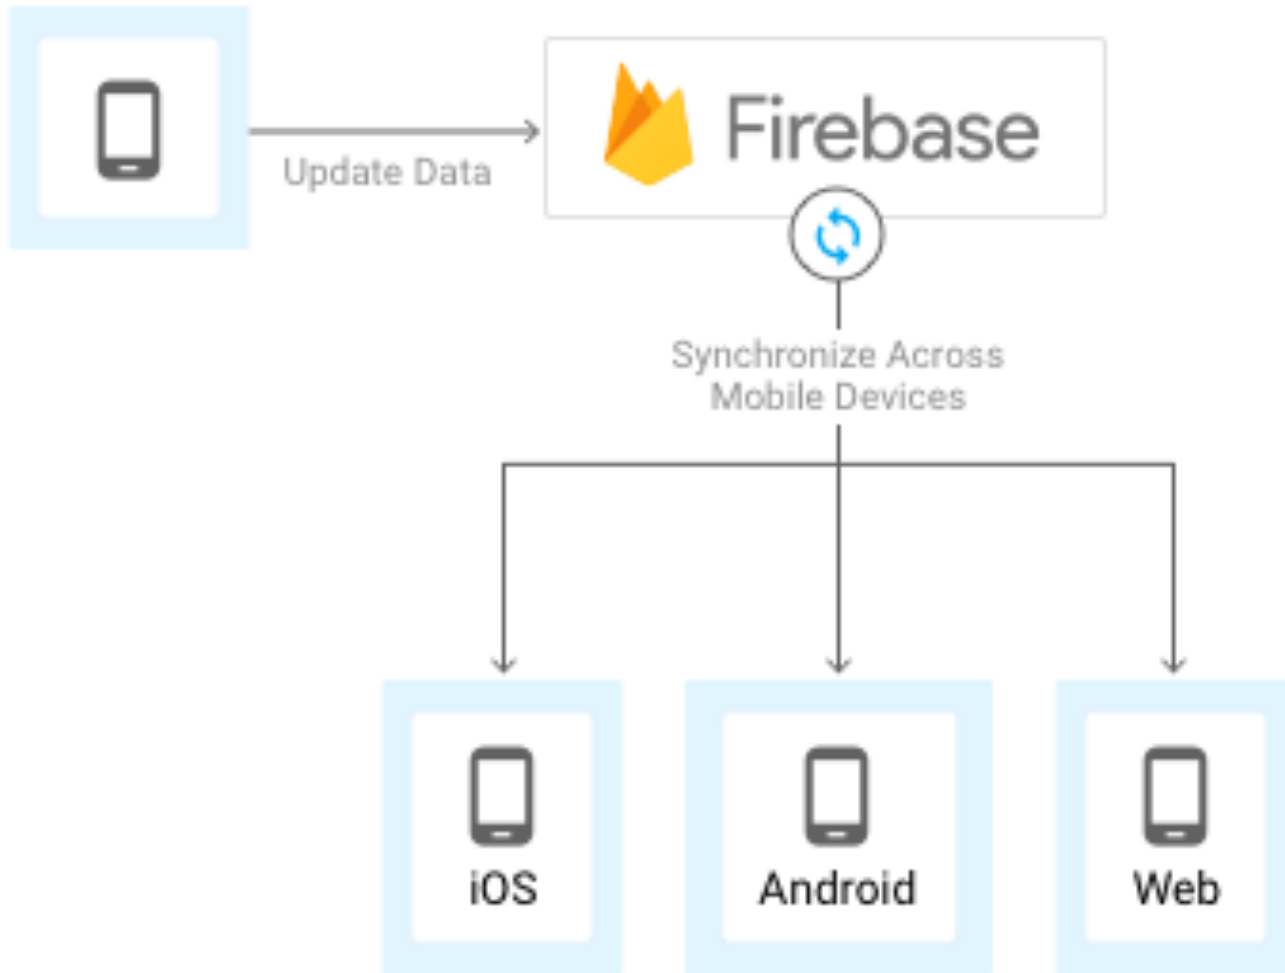 Firebase
Update Data
Synchronize Across
Mobile Devices
iOS
Android
Web